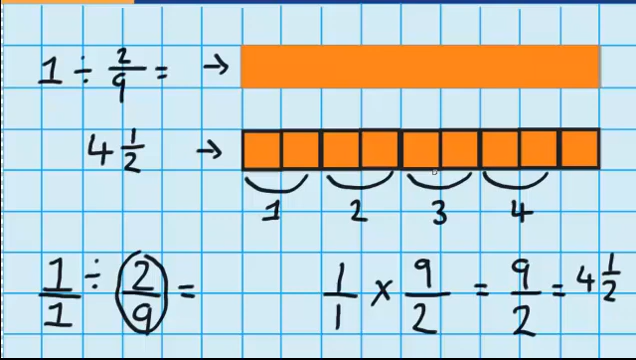 1 ÷ 2/9 = →
4 1/2 →
1 2 3 4
1/1 ÷ 2/9 = 1/1 × 9/2 = 9/2 = 4 1/2